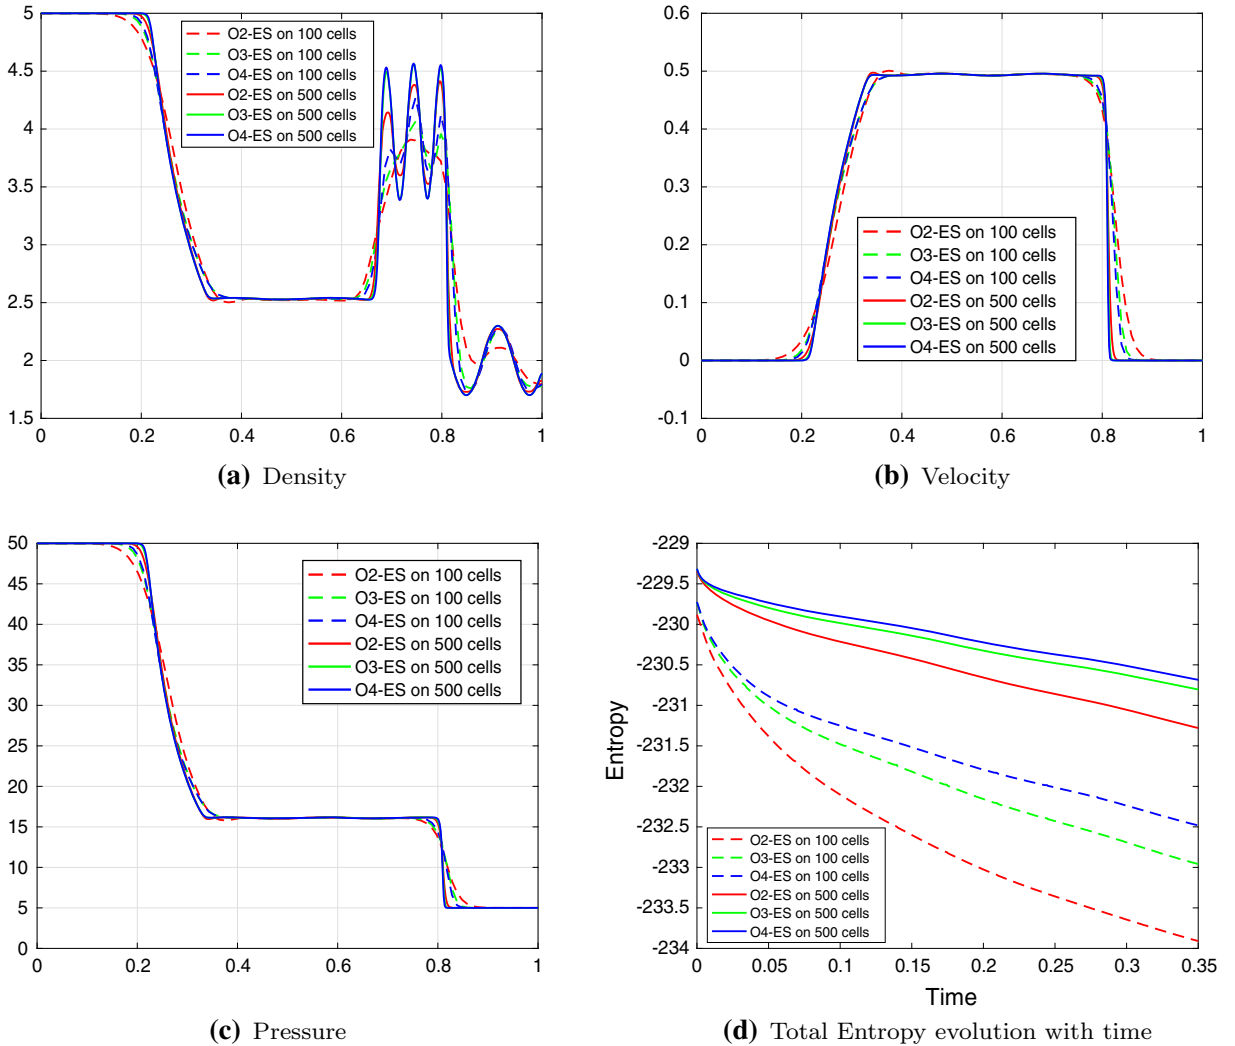 5
4.5
4
3.5
3
2.5
2
1.5
0
0.2
0.4
0.6
0.8
1
O2-ES on 100 cells
O3-ES on 100 cells
O4-ES on 100 cells
O2-ES on 500 cells
O3-ES on 500 cells
O4-ES on 500 cells
(a) Density
0.6
0.5
0.4
0.3
0.2
0.1
0
-0.1
0
0.2
0.4
0.6
0.8
1
O2-ES on 100 cells
O3-ES on 100 cells
O4-ES on 100 cells
O2-ES on 500 cells
O3-ES on 500 cells
O4-ES on 500 cells
(b) Velocity
50
45
40
35
30
25
20
15
10
5
0
0
0.2
0.4
0.6
0.8
1
O2-ES on 100 cells
O3-ES on 100 cells
O4-ES on 100 cells
O2-ES on 500 cells
O3-ES on 500 cells
O4-ES on 500 cells
(c) Pressure
-229
-229.5
-230
-230.5
-231
-231.5
-232
-232.5
-233
-233.5
-234
Entropy
0
0.05
0.1
0.15
0.2
0.25
0.3
0.35
Time
O2-ES on 100 cells
O3-ES on 100 cells
O4-ES on 100 cells
O2-ES on 500 cells
O3-ES on 500 cells
O4-ES on 500 cells
(d) Total Entropy evolution with time